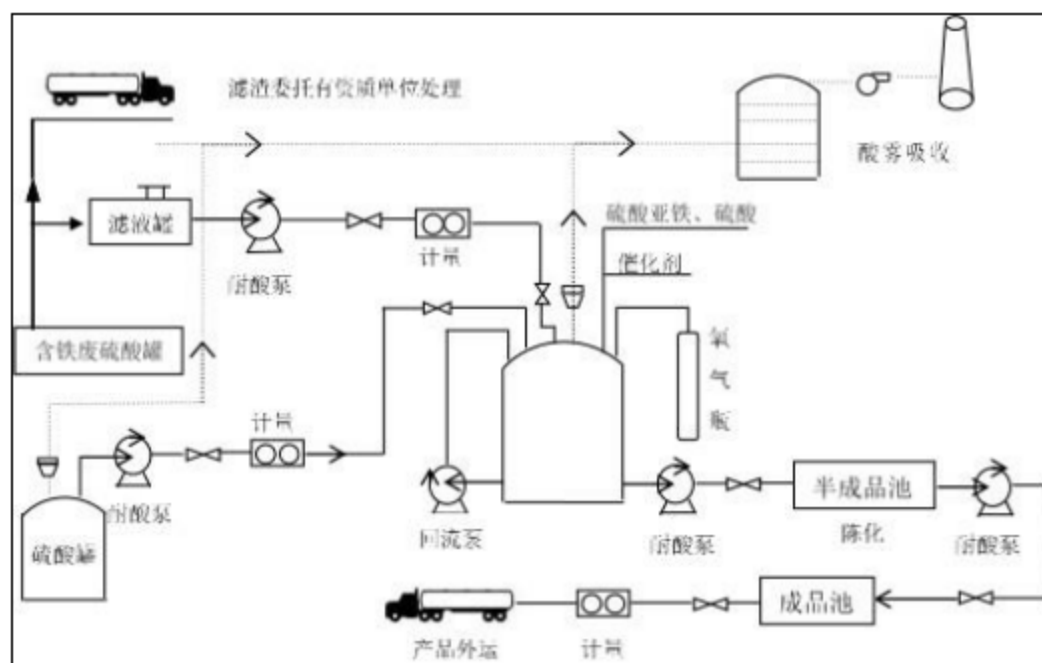 滤渣委托有资质单位处理
酸雾吸收
滤液罐
计量
硫酸亚铁、硫酸
催化剂
耐酸泵
含铁废硫酸罐
氧
气
瓶
计量
耐酸泵
硫酸罐
回流泵
耐酸泵
半成品池
陈化
耐酸泵
成品池
产品外运
计量